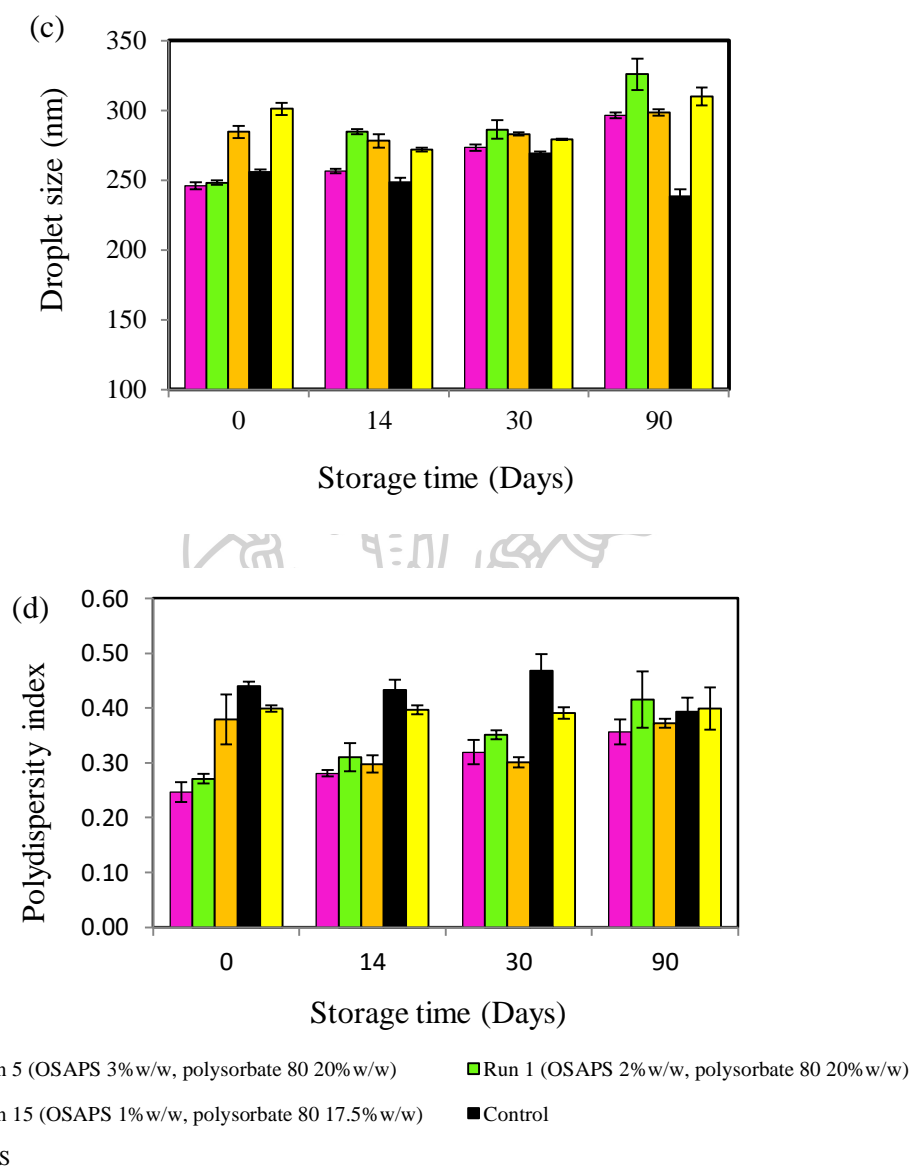 (c)
350
300
250
200
150
100
Droplet size (nm)
0 14 30 90
Storage time (Days)
(d)
0.60
0.50
0.40
0.30
0.20
0.10
0.00
Polydispersity index
0 14 30 90
Storage time (Days)
n 5 (OSAPS 3%w/w, polysorbate 80 20%w/w) Run 1 (OSAPS 2%w/w, polysorbate 80 20%w/w)
n 15 (OSAPS 1%w/w, polysorbate 80 17.5%w/w) Control
S